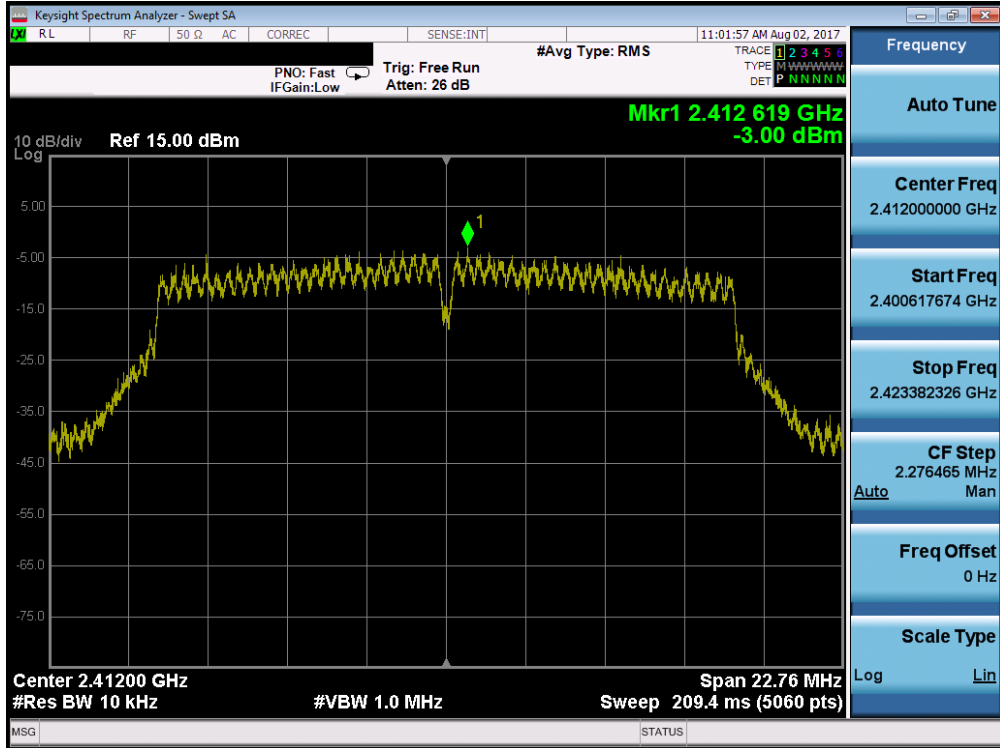 Keysight Spectrum Analyzer - Swept SA
LXI RL RF 50 Ω AC CORREC SENSE:INT 11:01:57 AM Aug 02, 2017
#Avg Type: RMS TRACE 1 2 3 4 5 6
PNO: Fast Trig: Free Run TYPE M WWWWW
IFGain:Low Atten: 26 dB DET P N N N N N
Mkr1 2.412 619 GHz
-3.00 dBm
10 dB/div Ref 15.00 dBm
Log
1
5.00
-5.00
-15.0
-25.0
-35.0
-45.0
-55.0
-65.0
-75.0
Center 2.41200 GHz Span 22.76 MHz
#Res BW 10 kHz #VBW 1.0 MHz Sweep 209.4 ms (5060 pts)
MSG STATUS
Frequency
Auto Tune
Center Freq
2.412000000 GHz
Start Freq
2.400617674 GHz
Stop Freq
2.423382326 GHz
CF Step
2.276465 MHz
Auto Man
Freq Offset
0 Hz
Scale Type
Log Lin